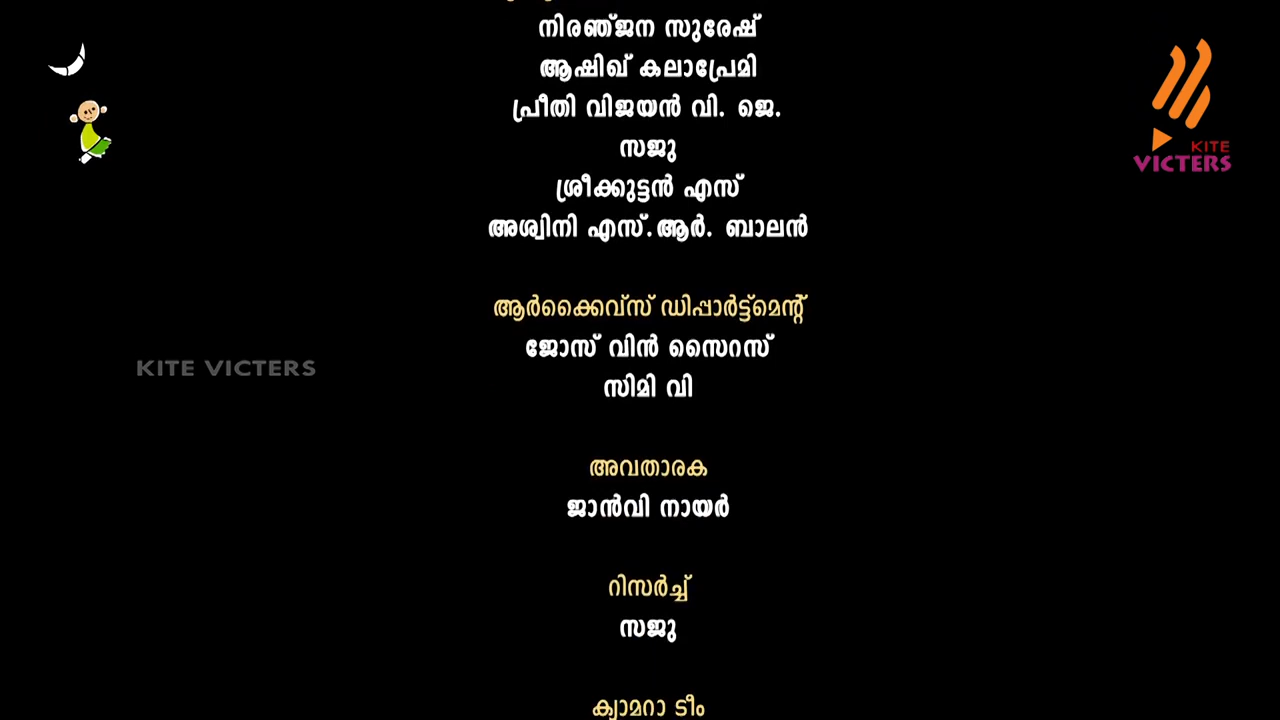 നിരഞ്ജന സുരേഷ്
ആഷിഖ് കലാപ്രേമി
പ്രീതി വിജയൻ വി. ജെ.
സജു
ശ്രീക്കുട്ടൻ എസ്
അശ്വിനി എസ്.ആർ. ബാലൻ
ആർക്കൈവ്സ് ഡിപ്പാർട്ട്മെന്റ്
ജോസ് വിൻ സൈറസ്
സിമി വി
അവതാരക
ജാൻവി നായർ
റിസർച്ച്
സജു
ക്യാമറാ ടീം
KITE VICTERS
KITE
VICTERS